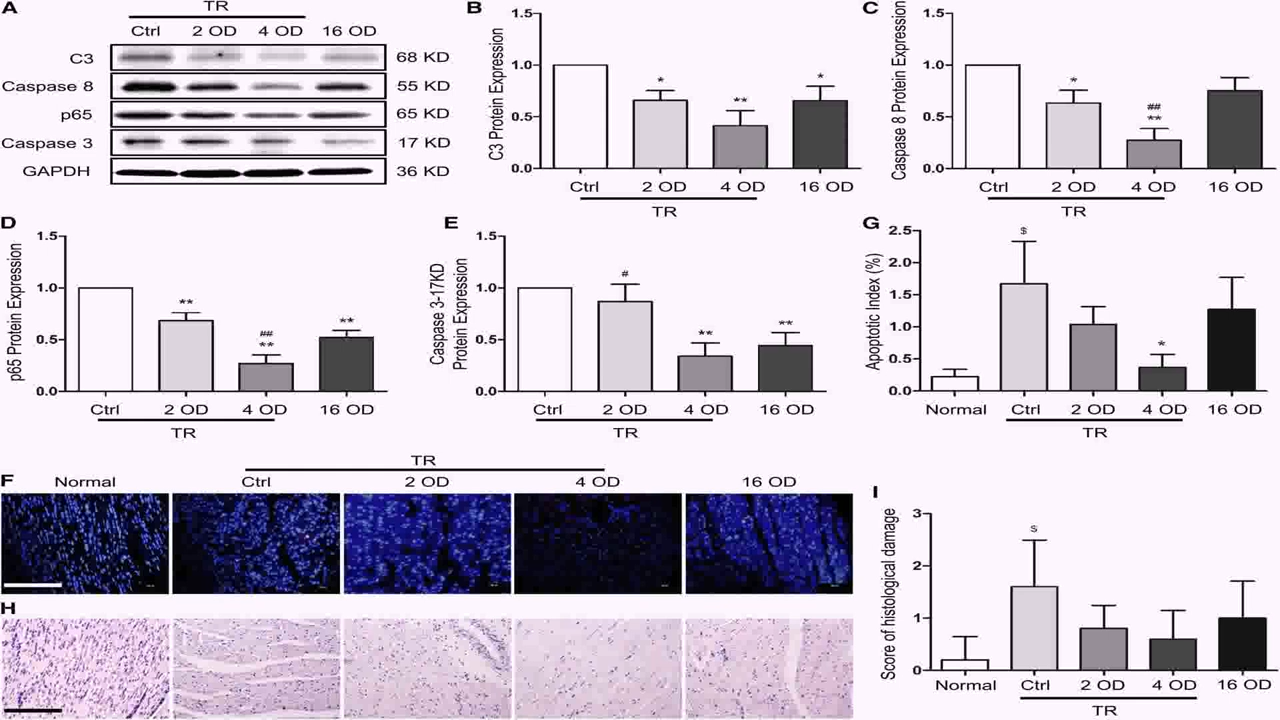 A
TR
Ctrl 2 OD 4 OD 16 OD
C3 68 KD
Caspase 8 55 KD
p65 65 KD
Caspase 3 17 KD
GAPDH 36 KD
B
C3 Protein Expression
1.5
1.0
0.5
0.0
* ** *
Ctrl 2 OD 4 OD 16 OD
TR
C
Caspase 8 Protein Expression
1.5
1.0
0.5
0.0
* ## **
Ctrl 2 OD 4 OD 16 OD
TR
D
p65 Protein Expression
1.5
1.0
0.5
0.0
** ## ** **
Ctrl 2 OD 4 OD 16 OD
TR
E
Caspase 3-17KD
Protein Expression
1.5
1.0
0.5
0.0
# ** **
Ctrl 2 OD 4 OD 16 OD
TR
G
Apoptotic Index (%)
2.5
2.0
1.5
1.0
0.5
0.0
$ *
Normal Ctrl 2 OD 4 OD 16 OD
TR
TR
F
Normal Ctrl 2 OD 4 OD 16 OD
H
I
Score of histological damage
3
2
1
0
$
Normal Ctrl 2 OD 4 OD 16 OD
TR